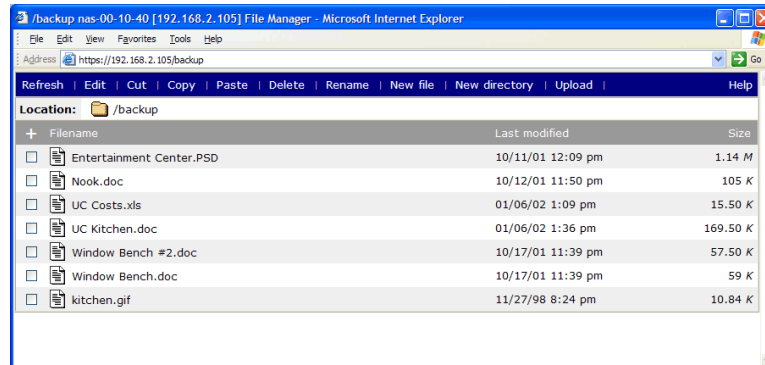 /backup nas-00-10-40 [192.168.2.105] File Manager - Microsoft Internet Explorer
File Edit View Favorites Tools Help
Address https://192.168.2.105/backup Go
Refresh | Edit | Cut | Copy | Paste | Delete | Rename | New file | New directory | Upload | Help
Location: /backup
+ Filename Last modified Size
Entertainment Center.PSD 10/11/01 12:09 pm 1.14 M
Nook.doc 10/12/01 11:50 pm 105 K
UC Costs.xls 01/06/02 1:09 pm 15.50 K
UC Kitchen.doc 01/06/02 1:36 pm 169.50 K
Window Bench #2.doc 10/17/01 11:39 pm 57.50 K
Window Bench.doc 10/17/01 11:39 pm 59 K
kitchen.gif 11/27/98 8:24 pm 10.84 K